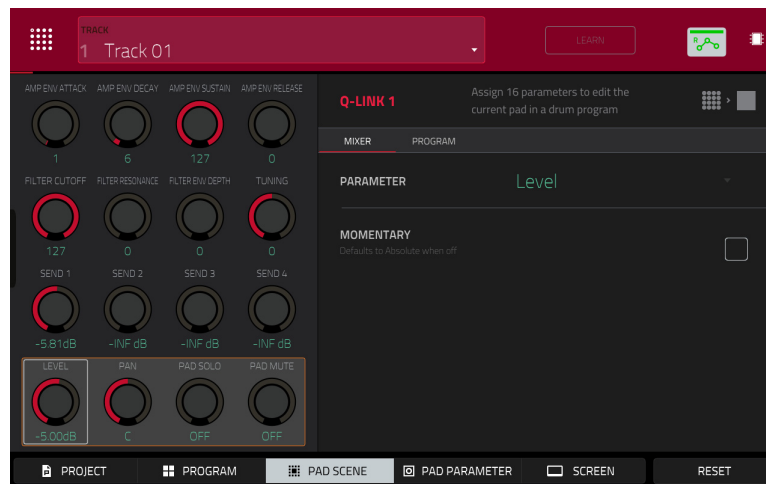 TRACK
1 Track 01
LEARN
R
AMP ENV ATTACK AMP ENV DECAY AMP ENV SUSTAIN AMP ENV RELEASE
1 6 127 0
FILTER CUTOFF FILTER RESONANCE FILTER ENV DEPTH TUNING
127 0 0 0
SEND 1 SEND 2 SEND 3 SEND 4
-5.81dB -INF dB -INF dB -INF dB
LEVEL PAN PAD SOLO PAD MUTE
-5.00dB C OFF OFF
Q-LINK 1
Assign 16 parameters to edit the
current pad in a drum program
MIXER PROGRAM
PARAMETER Level
MOMENTARY
Defaults to Absolute when off
PROJECT PROGRAM PAD SCENE PAD PARAMETER SCREEN RESET